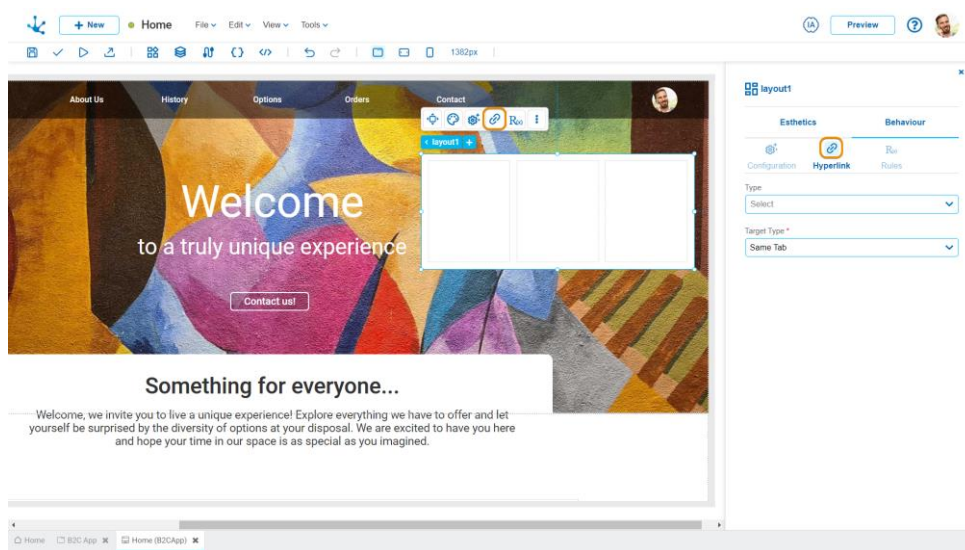 + New
Home
File
Edit
View
Tools
IA
Preview
?
1382px
About Us
History
Options
Orders
Contact
layout1 +
Welcome
to a truly unique experience
Contact us!
Something for everyone...
Welcome, we invite you to live a unique experience! Explore everything we have to offer and let
yourself be surprised by the diversity of options at your disposal. We are excited to have you here
and hope your time in our space is as special as you imagined.
layout1
Esthetics
Behaviour
Configuration
Hyperlink
Rules
Type
Select
Target Type *
Same Tab
Home
B2C App
Home (B2CApp)